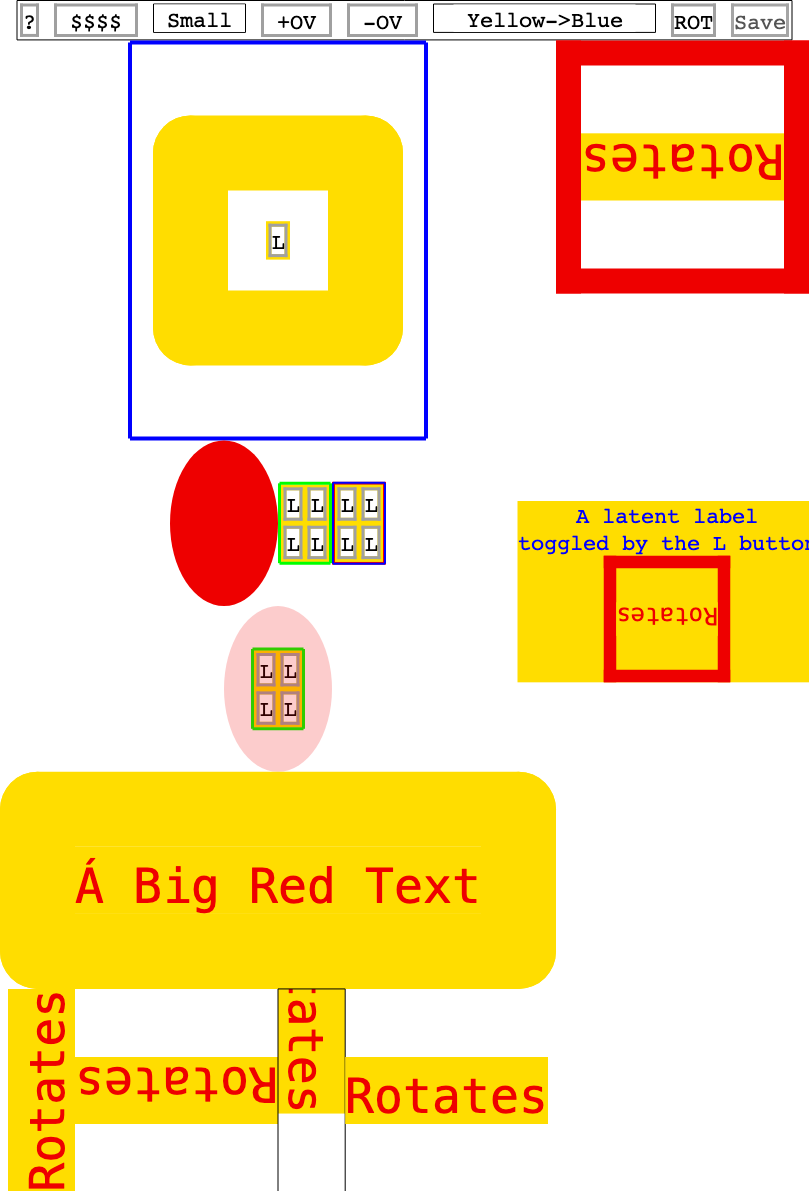 ? $$$$ Small +OV -OV Yellow->Blue ROT Save
Rotates
L
L L L L
L L L L
A latent label
toggled by the L button
Rotates
L L
L L
Á Big Red Text
Rotates
Rotates
tates
Rotates